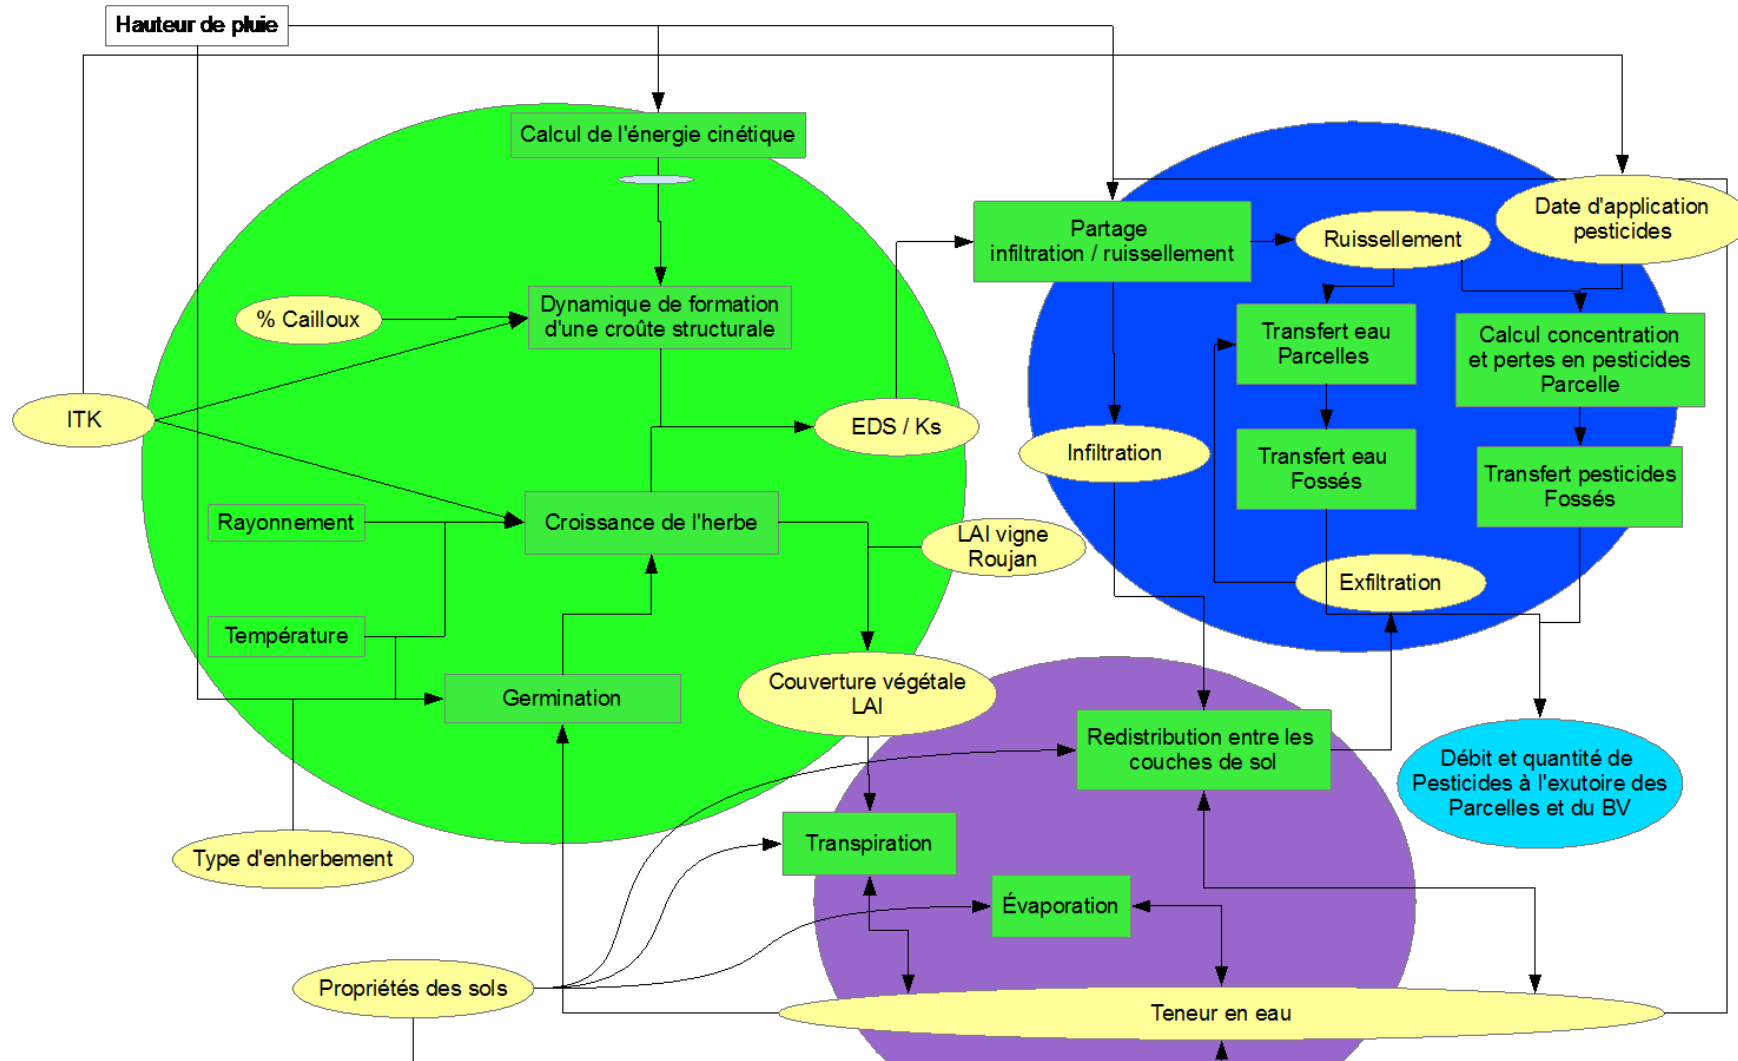 Hauteur de pluie
Calcul de l'énergie cinétique
Date d'application
pesticides
Partage
infiltration / ruissellement
Ruissellement
% Cailloux
Dynamique de formation
d'une croûte structurale
Transfert eau
Parcelles
Calcul concentration
et pertes en pesticides
Parcelle
ITK
EDS / Ks
Infiltration
Transfert eau
Fossés
Transfert pesticides
Fossés
Rayonnement
Croissance de l'herbe
LAI vigne
Roujan
Exfiltration
Température
Germination
Couverture végétale
LAI
Redistribution entre les
couches de sol
Débit et quantité de
Pesticides à l'exutoire des
Parcelles et du BV
Type d'enherbement
Transpiration
Évaporation
Propriétés des sols
Teneur en eau